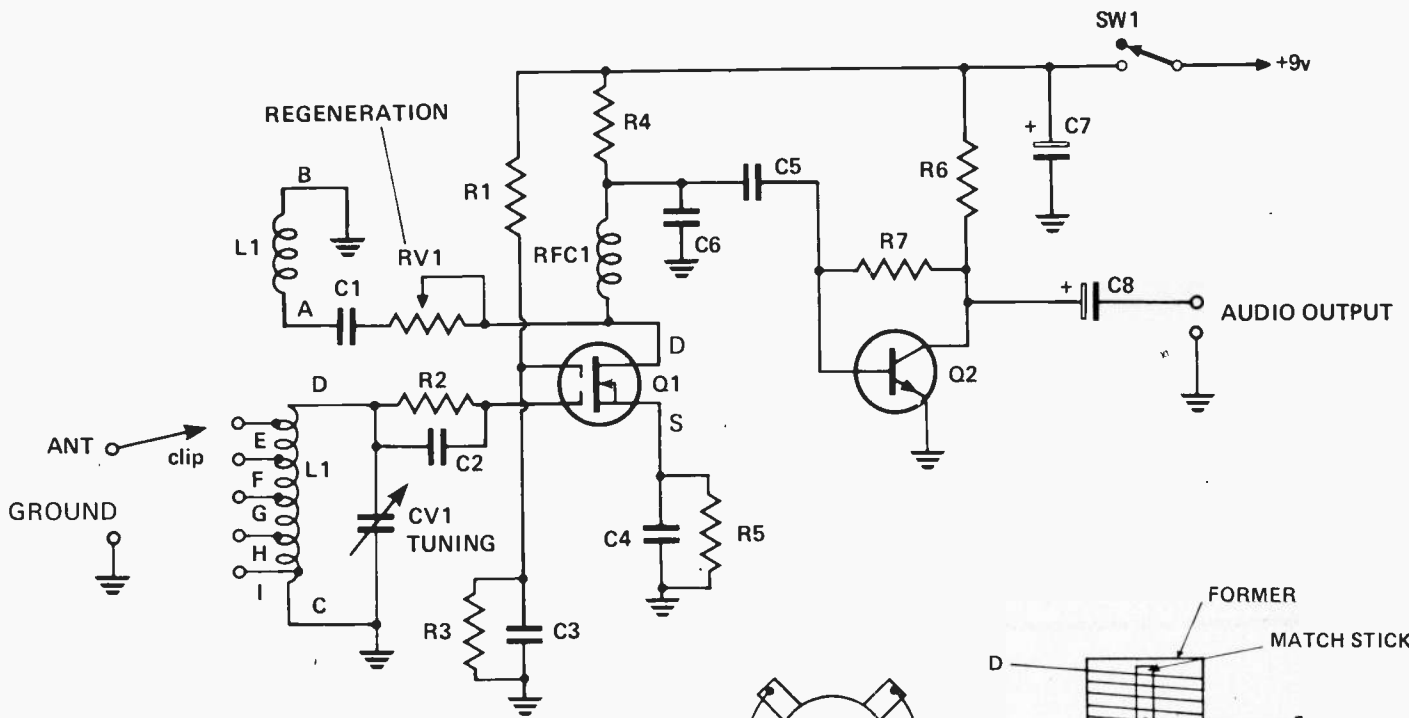 SW1
+9v
REGENERATION
R4
+ C7
B
R1
C5
R6
L1
RV1
RFC1
C6
R7
A
C1
+ C8
AUDIO OUTPUT
D
D
R2
Q1
Q2
ANT
clip
E
L1
C2
S
F
GROUND
G
CV1
TUNING
H
C4
R5
I
C
R3
C3
FORMER
MATCH STICK
D